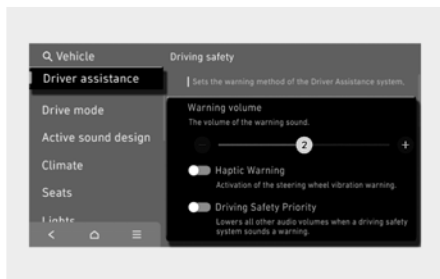 Vehicle
Driving safety
Driver assistance
Sets the warning method of the Driver Assistance system.
Drive mode
Active sound design
Climate
Seats
Lights
Warning volume
The volume of the warning sound.
2
Haptic Warning
Activation of the steering wheel vibration warning.
Driving Safety Priority
Lowers all other audio volumes when a driving safety
system sounds a warning.